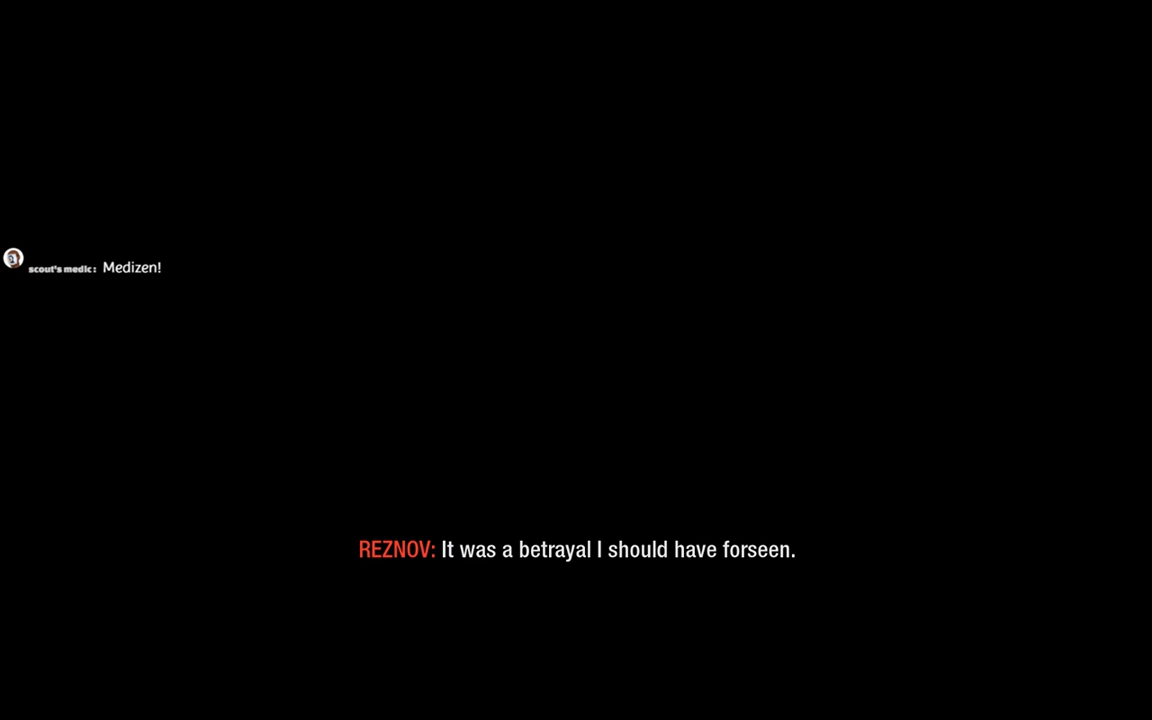 scout's medic: Medizen!
REZNOV: It was a betrayal I should have forseen.